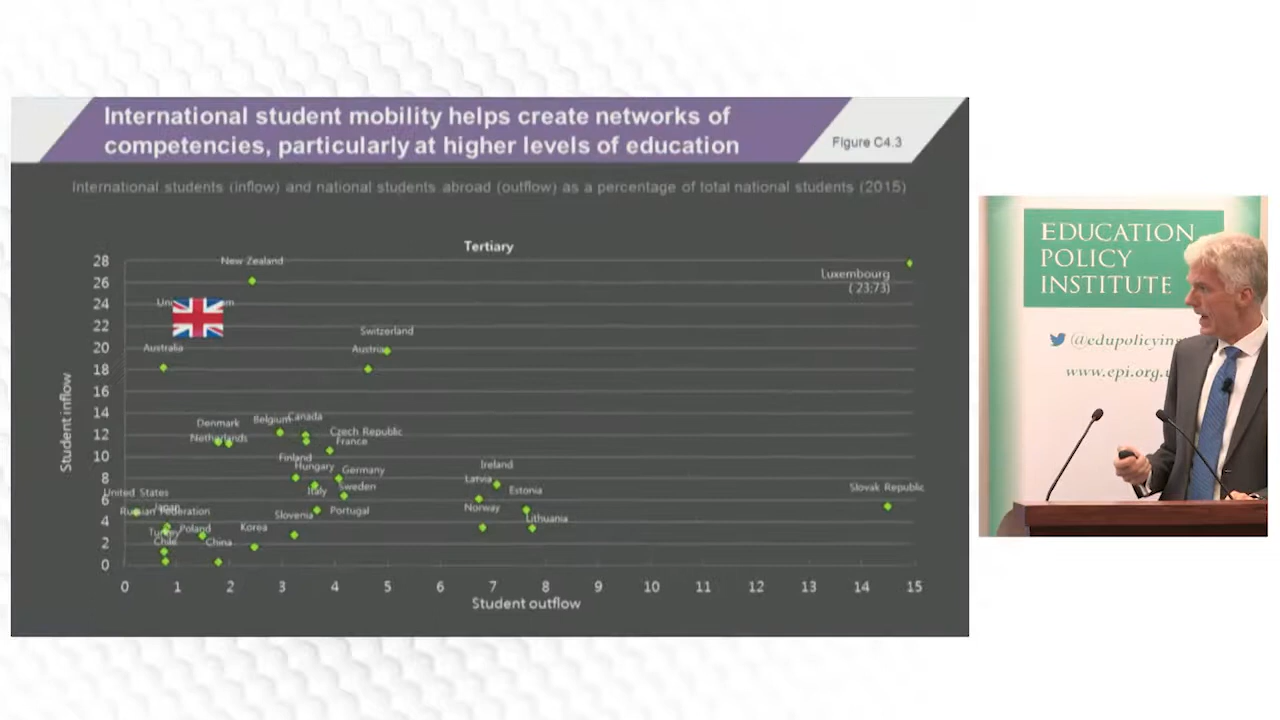 International student mobility helps create networks of
competencies, particularly at higher levels of education
Figure C4.3
International students (inflow) and national students abroad (outflow) as a percentage of total national students (2015)
Tertiary
Student inflow
28
26
24
22
20
18
16
14
12
10
8
6
4
2
0
New Zealand
Luxembourg
( 23;73)
Switzerland
Australia
Austria
Denmark
Belgium
Canada
Netherlands
Czech Republic
France
Finland
Hungary
Germany
Ireland
Latvia
Italy
Sweden
Estonia
Slovak Republic
United States
Japan
Russian Federation
Slovenia
Portugal
Norway
Lithuania
Turkey
Poland
Korea
Chile
China
0 1 2 3 4 5 6 7 8 9 10 11 12 13 14 15
Student outflow
EDUCATION
POLICY
INSTITUTE
@edupolicyins
www.epi.org.